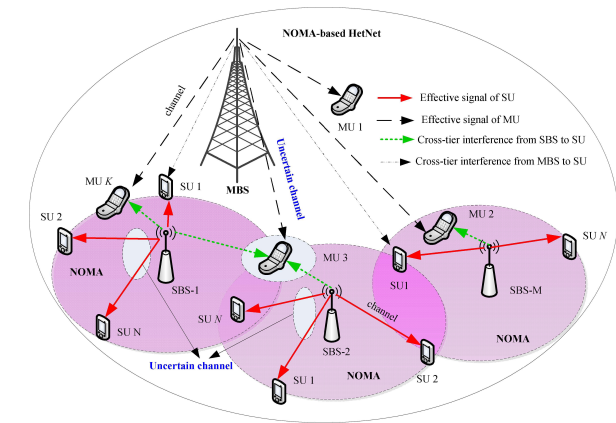 NOMA-based HetNet
channel
Effective signal of SU
MU 1
Effective signal of MU
Cross-tier interference from SBS to SU
Cross-tier interference from MBS to SU
Uncertain channel
MBS
MU K
SU 1
SU 2
MU 2
SU N
MU 3
NOMA
SBS-1
SU1
SBS-M
SU N
SU N
channel
NOMA
SBS-2
Uncertain channel
SU 1
NOMA
SU 2